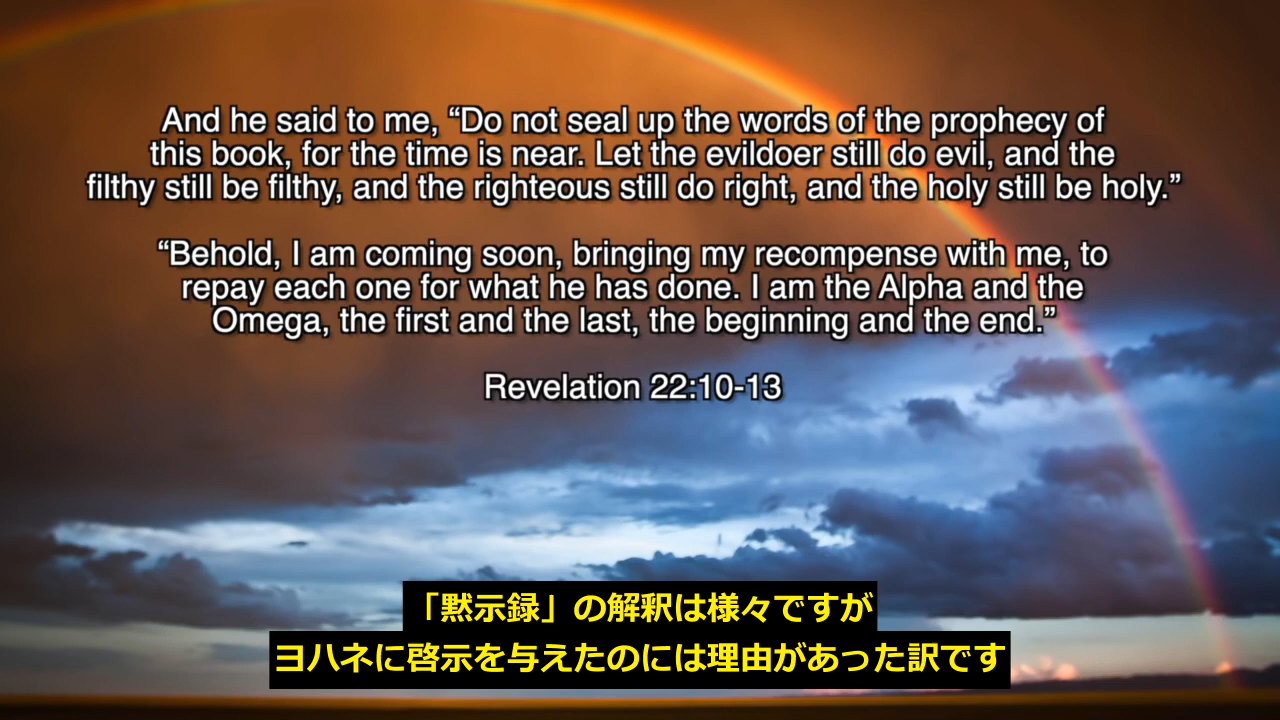 And he said to me, “Do not seal up the words of the prophecy of
this book, for the time is near. Let the evildoer still do evil, and the
filthy still be filthy, and the righteous still do right, and the holy still be holy.”
“Behold, I am coming soon, bringing my recompense with me, to
repay each one for what he has done. I am the Alpha and the
Omega, the first and the last, the beginning and the end.”
Revelation 22:10-13
「黙示録」の解釈は様々ですが
ヨハネに啓示を与えたのには理由があった訳です